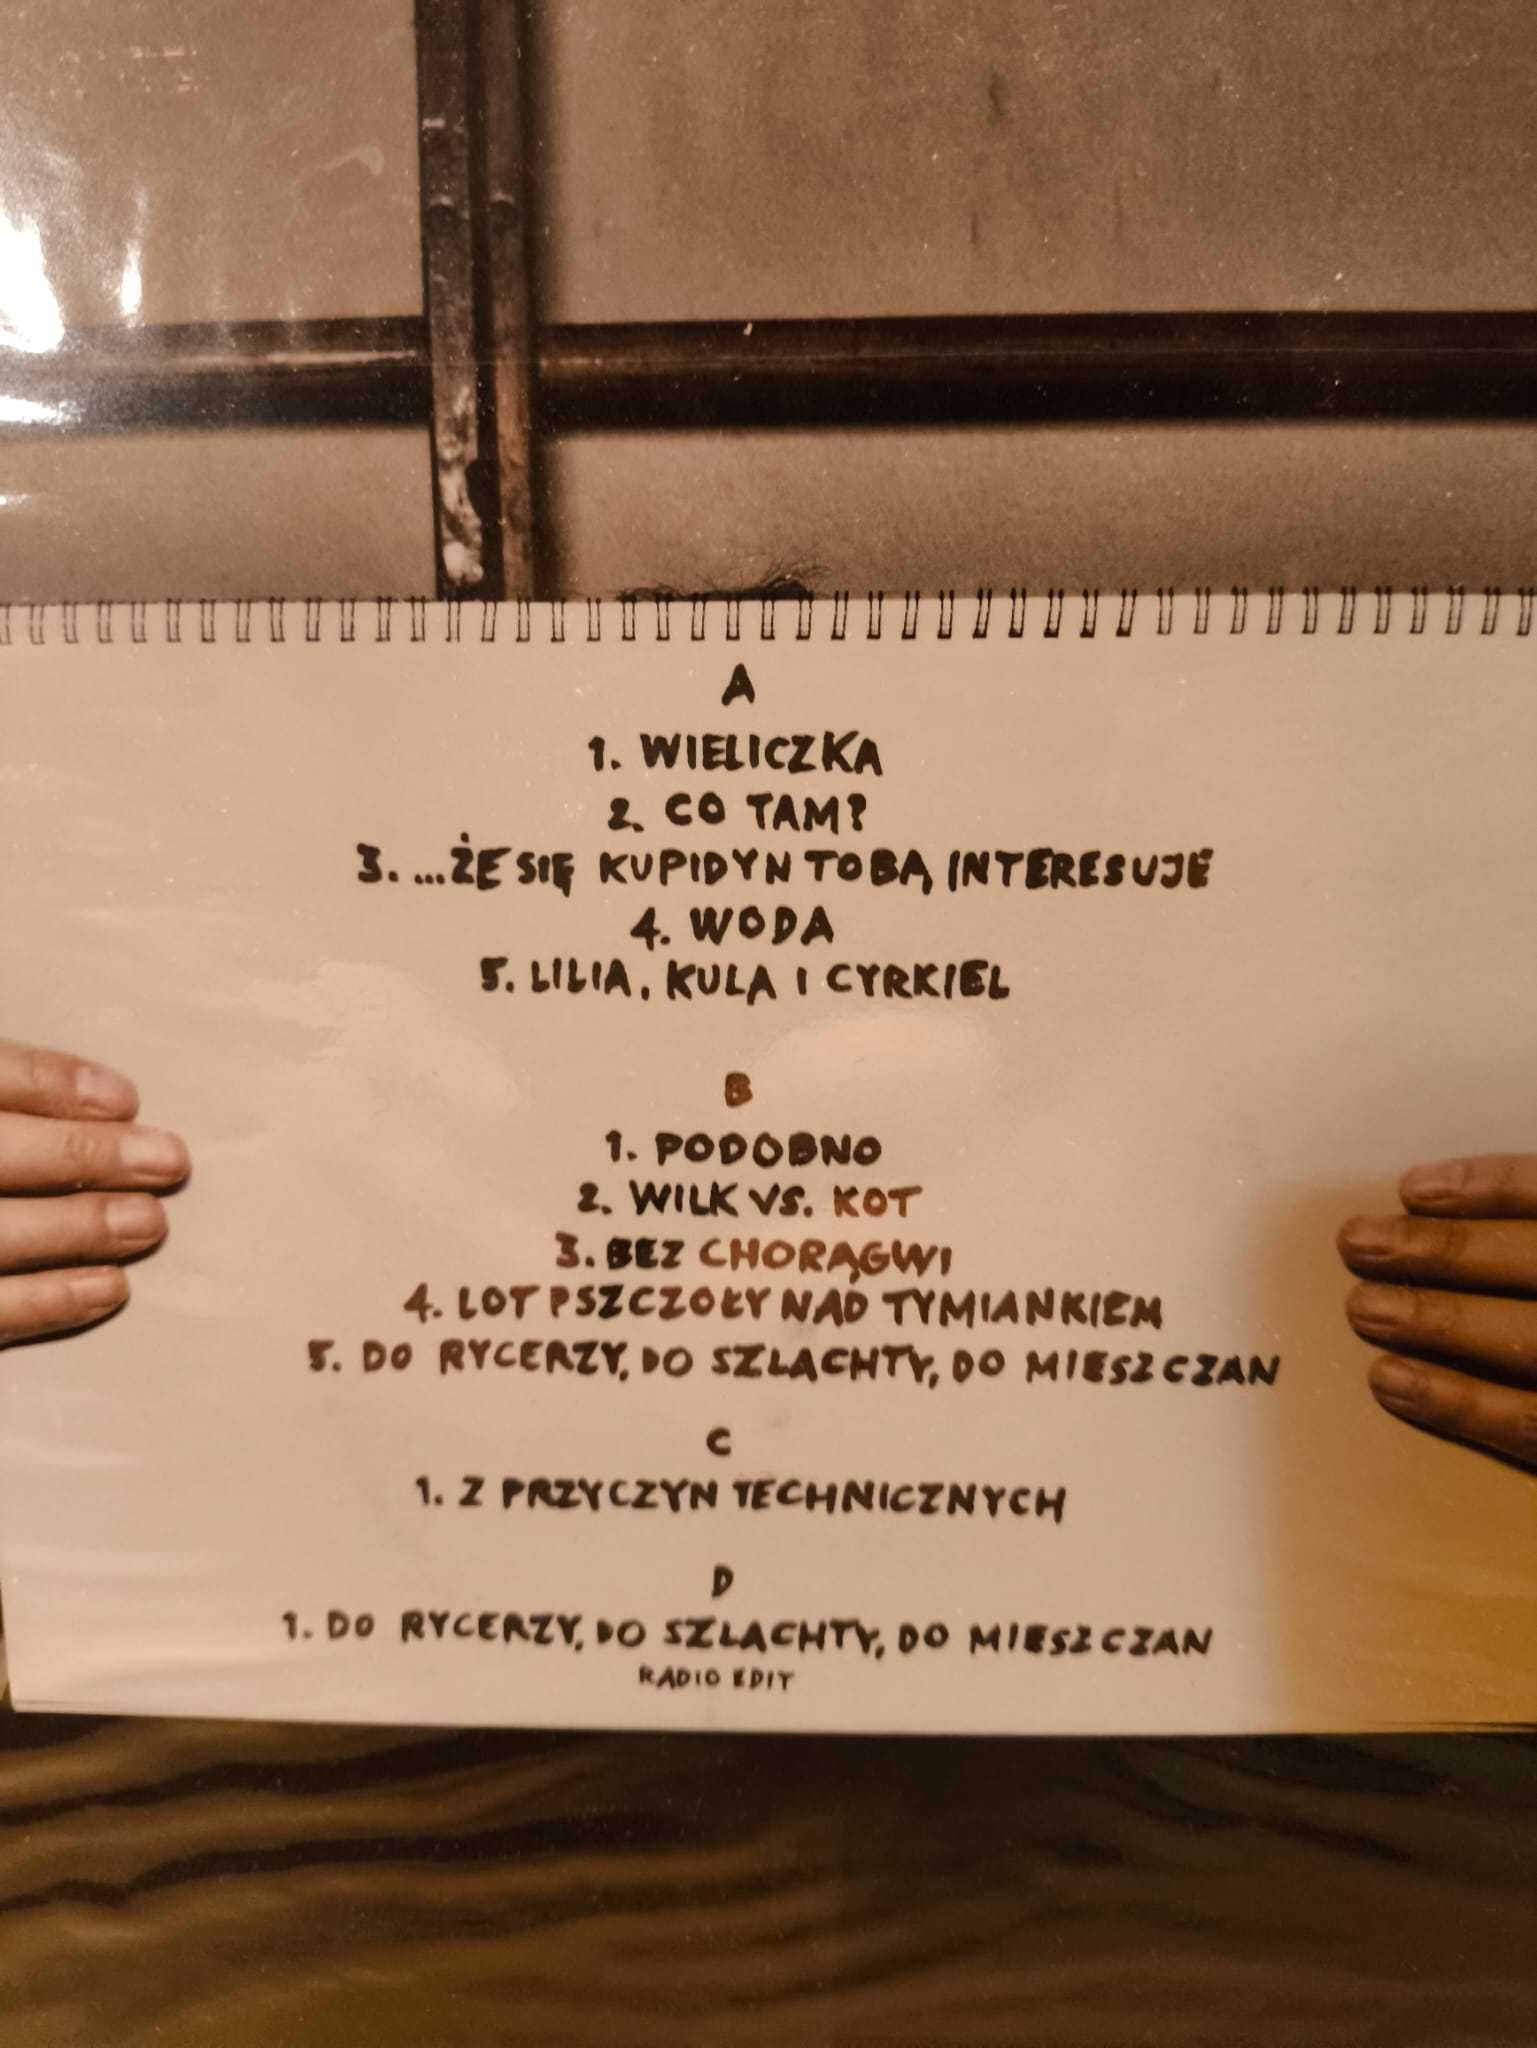 A
1. WIELICZKA
2. CO TAM?
3. ...ŻE SIĘ KUPIDYN TOBĄ INTERESUJE
4. WODA
5. LILIA, KULA I CYRKIEL
B
1. PODOBNO
2. WILK VS. KOT
3. BEZ CHORĄGWI
4. LOT PSZCZOŁY NAD TYMIANKIEM
5. DO RYCERZY, DO SZLACHTY, DO MIESZCZAN
C
1. Z PRZYCZYN TECHNICZNYCH
D
1. DO RYCERZY, DO SZLACHTY, DO MIESZCZAN
RADIO EDIT